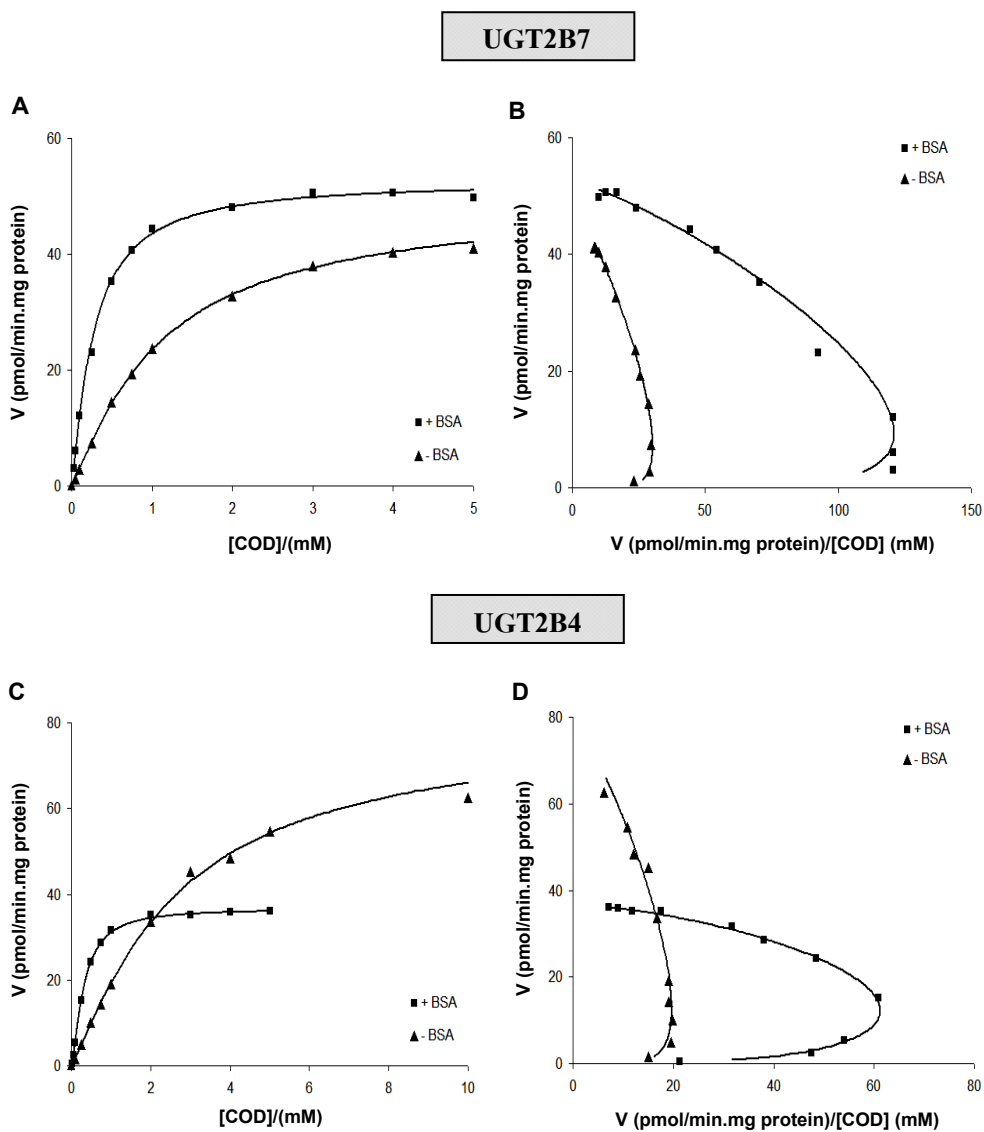 UGT2B7
A
V (pmol/min.mg protein)
60
40
20
0
0 1 2 3 4 5
[COD]/(mM)
+ BSA
- BSA
B
V (pmol/min.mg protein)
60
40
20
0
0 50 100 150
V (pmol/min.mg protein)/[COD] (mM)
+ BSA
- BSA
UGT2B4
C
V (pmol/min.mg protein)
80
60
40
20
0
0 2 4 6 8 10
[COD]/(mM)
+ BSA
- BSA
D
V (pmol/min.mg protein)
80
60
40
20
0
0 20 40 60 80
V (pmol/min.mg protein)/[COD] (mM)
+ BSA
- BSA